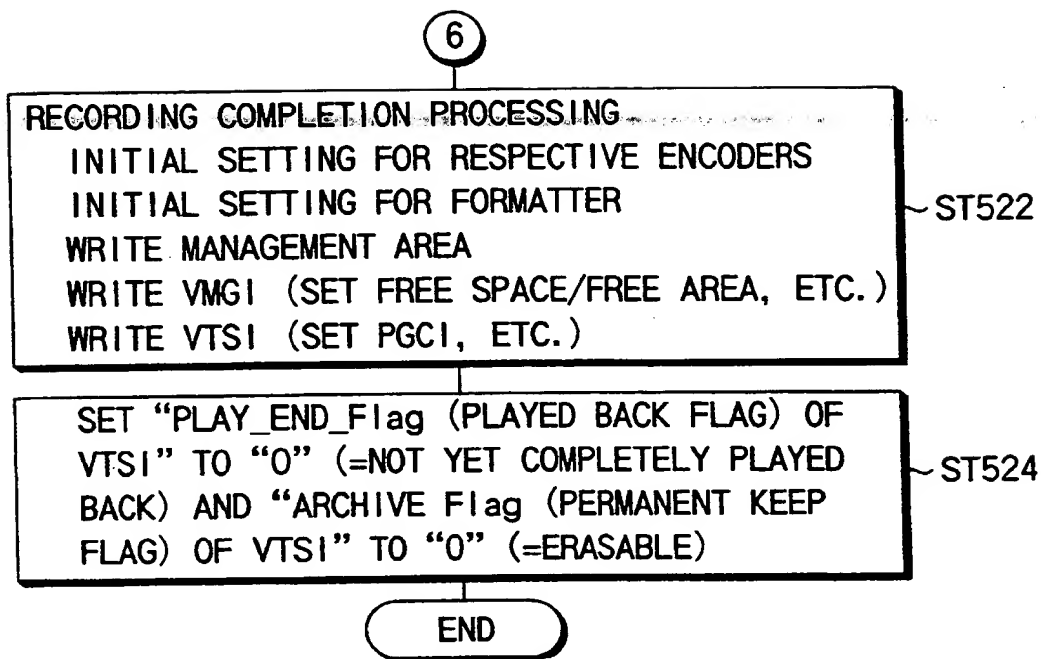 6
RECORDING COMPLETION PROCESSING
INITIAL SETTING FOR RESPECTIVE ENCODERS
INITIAL SETTING FOR FORMATTER
WRITE MANAGEMENT AREA
WRITE VMGI (SET FREE SPACE/FREE AREA, ETC.)
WRITE VTSI (SET PGCI, ETC.)
ST522
SET “PLAY_END_Flag (PLAYED BACK FLAG) OF
VTSI” TO “0” (=NOT YET COMPLETELY PLAYED
BACK) AND “ARCHIVE Flag (PERMANENT KEEP
FLAG) OF VTSI” TO “0” (=ERASABLE)
ST524
END